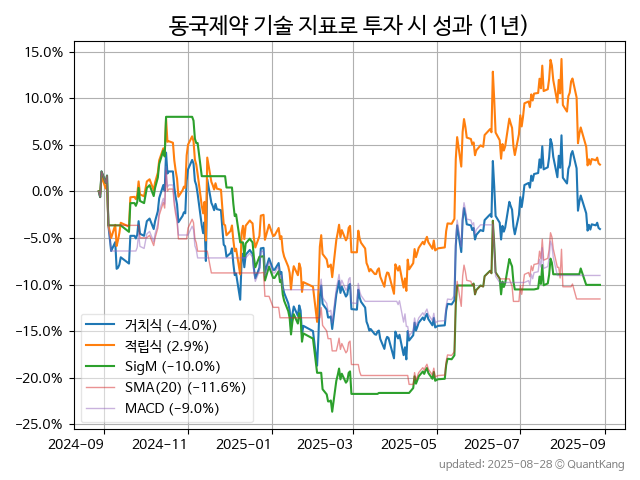 동국제약 기술 지표로 투자 시 성과 (1년)
15.0%
10.0%
5.0%
0.0%
−5.0%
−10.0%
−15.0%
−20.0%
−25.0%
거치식 (−4.0%)
적립식 (2.9%)
SigM (−10.0%)
SMA(20) (−11.6%)
MACD (−9.0%)
2024-09 2024-11 2025-01 2025-03 2025-05 2025-07 2025-09
updated: 2025-08-28 © QuantKang